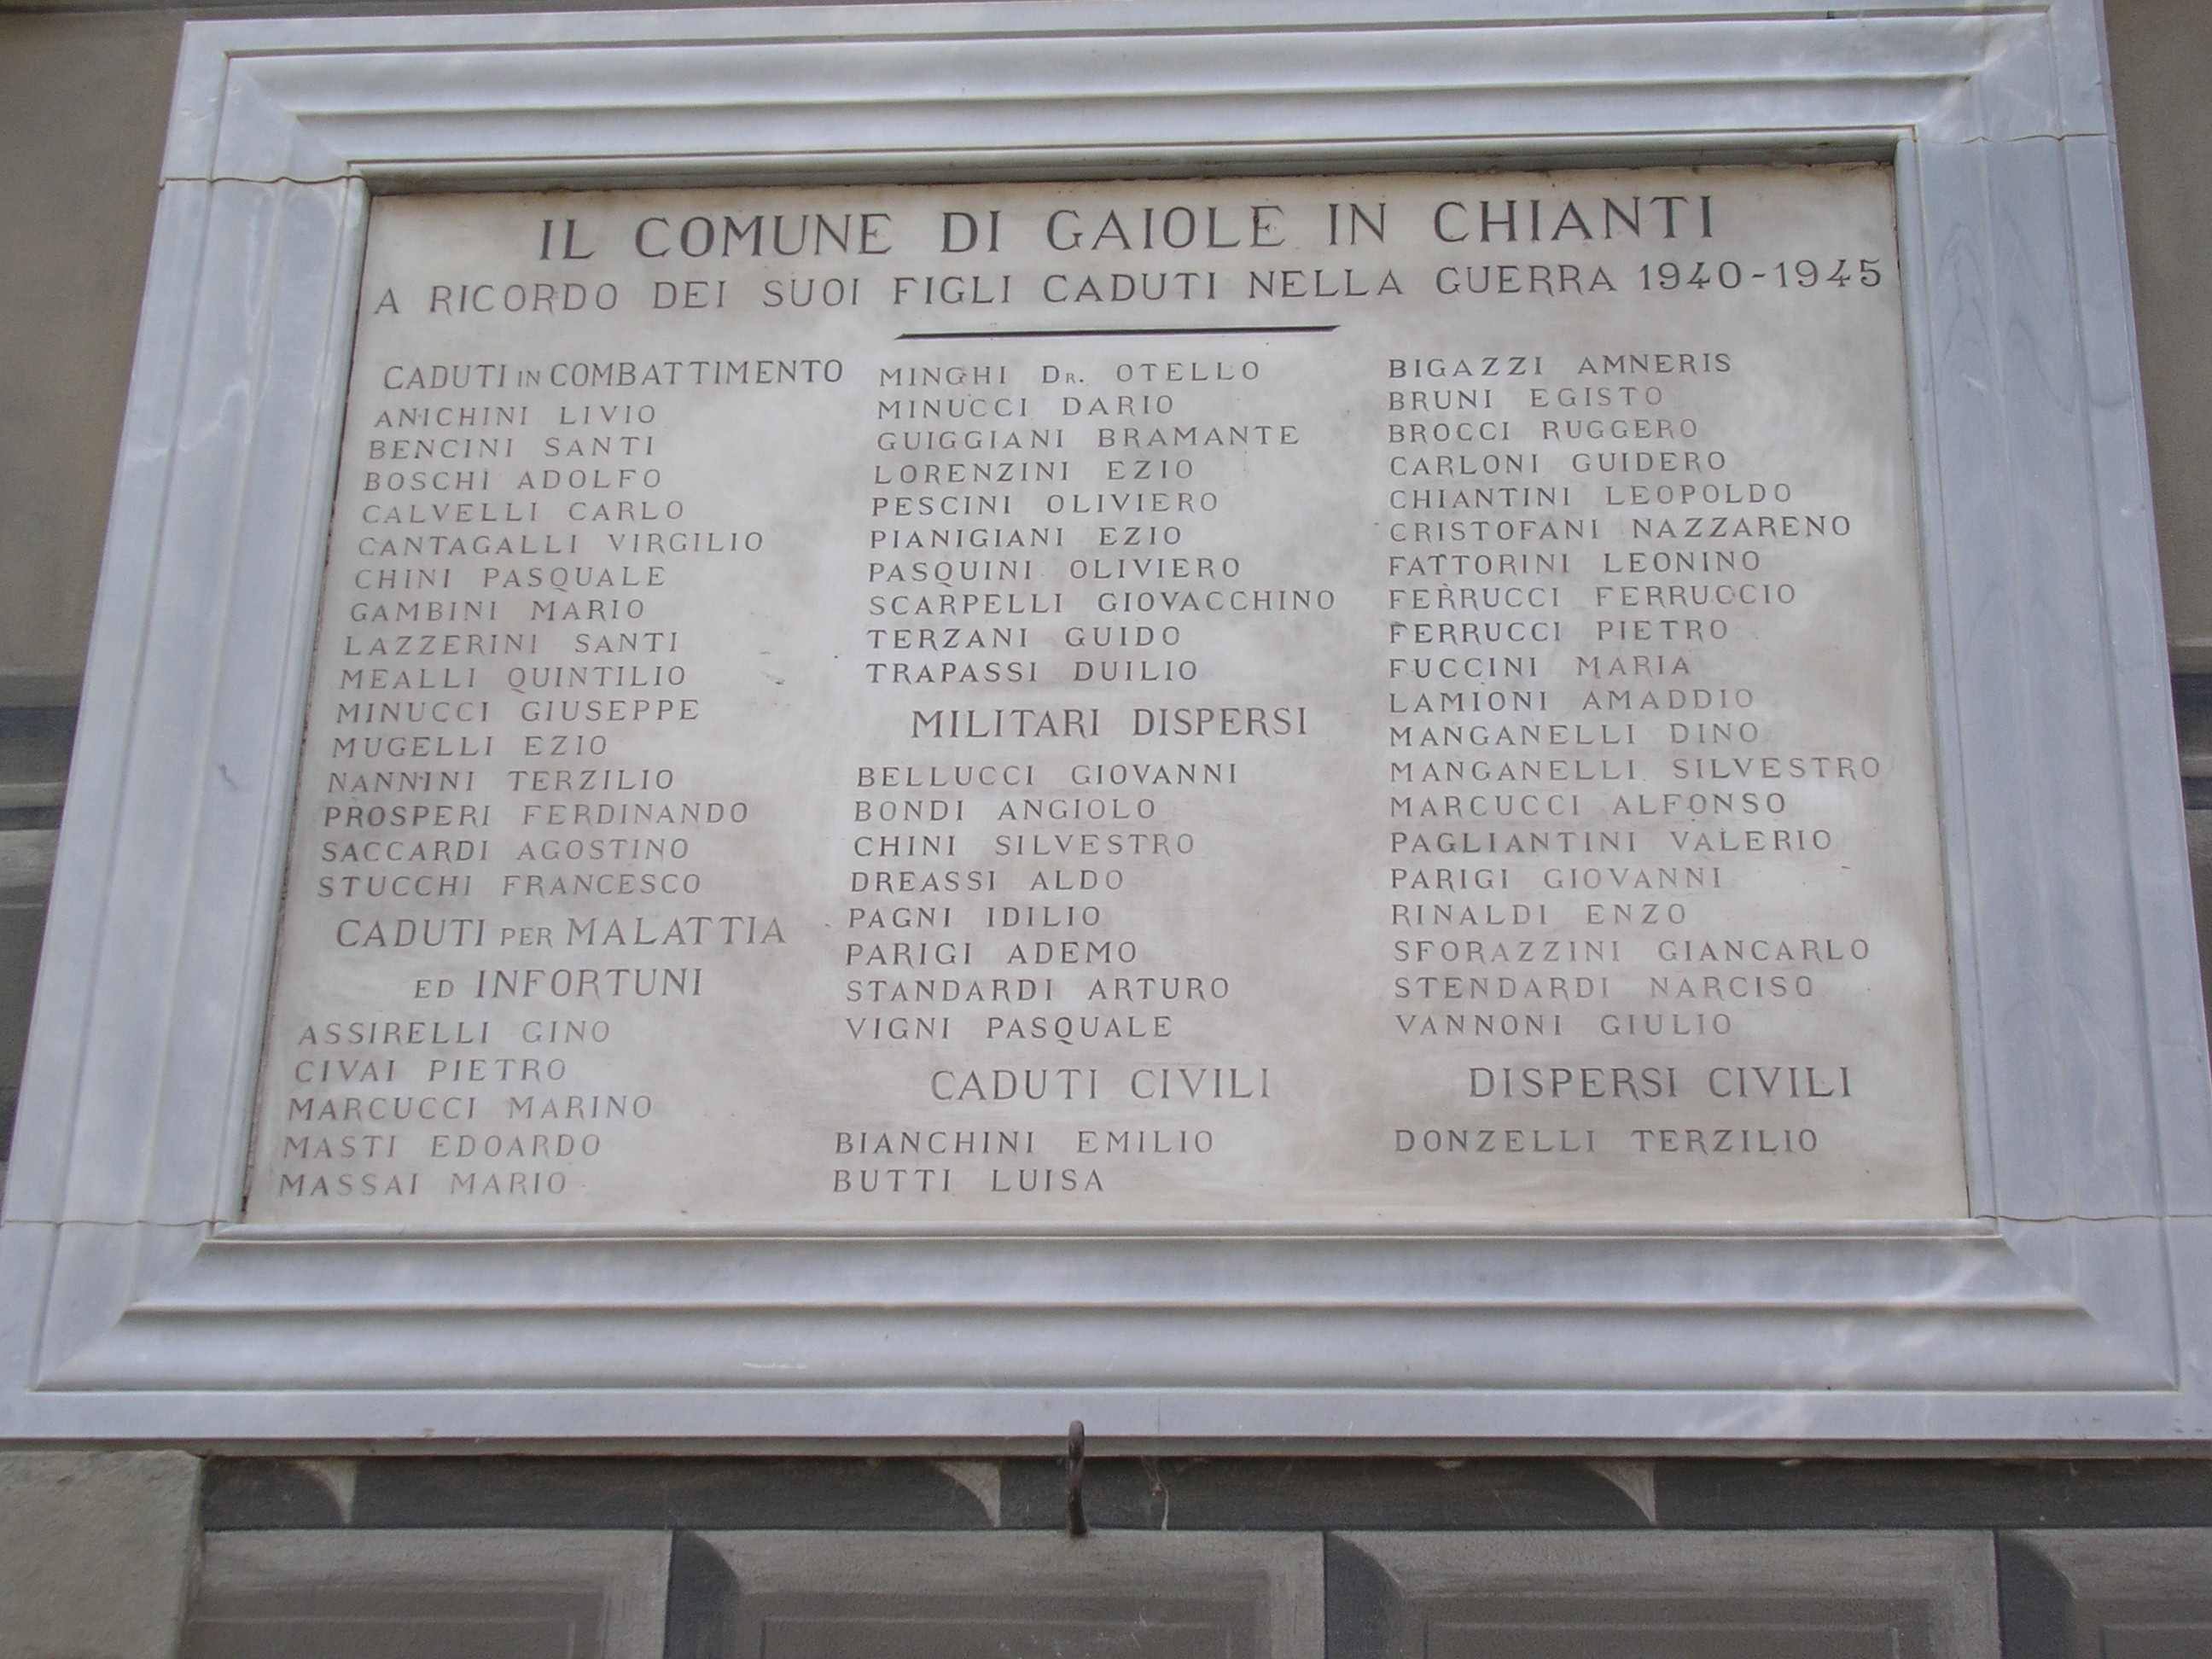 IL COMUNE DI GAIOLE IN CHIANTI
A RICORDO DEI SUOI FIGLI CADUTI NELLA GUERRA 1940-1945
CADUTI IN COMBATTIMENTO
ANICHINI LIVIO
BENCINI SANTI
BOSCHI ADOLFO
CALVELLI CARLO
CANTAGALLI VIRGILIO
CHINI PASQUALE
GAMBINI MARIO
LAZZERINI SANTI
MEALLI QUINTILIO
MINUCCI GIUSEPPE
MUGELLI EZIO
NANNINI TERZILIO
PROSPERI FERDINANDO
SACCARDI AGOSTINO
STUCCHI FRANCESCO
CADUTI PER MALATTIA
ED INFORTUNI
ASSIRELLI GINO
CIVAI PIETRO
MARCUCCI MARINO
MASTI EDOARDO
MASSAI MARIO
MINGHI DR. OTELLO
MINUCCI DARIO
GUIGGIANI BRAMANTE
LORENZINI EZIO
PESCINI OLIVIERO
PIANIGIANI EZIO
PASQUINI OLIVIERO
SCARPELLI GIOVACCHINO
TERZANI GUIDO
TRAPASSI DUILIO
MILITARI DISPERSI
BELLUCCI GIOVANNI
BONDI ANGIOLO
CHINI SILVESTRO
DREASSI ALDO
PAGNI IDILIO
PARIGI ADEMO
STANDARDI ARTURO
VIGNI PASQUALE
CADUTI CIVILI
BIANCHINI EMILIO
BUTTI LUISA
BIGAZZI AMNERIS
BRUNI EGISTO
BROCCI RUGGERO
CARLONI GUIDERO
CHIANTINI LEOPOLDO
CRISTOFANI NAZZARENO
FATTORINI LEONINO
FERRUCCI FERRUCCIO
FERRUCCI PIETRO
FUCCINI MARIA
LAMIONI AMADDIO
MANGANELLI DINO
MANGANELLI SILVESTRO
MARCUCCI ALFONSO
PAGLIANTINI VALERIO
PARIGI GIOVANNI
RINALDI ENZO
SFORAZZINI GIANCARLO
STENDARDI NARCISO
VANNONI GIULIO
DISPERSI CIVILI
DONZELLI TERZILIO